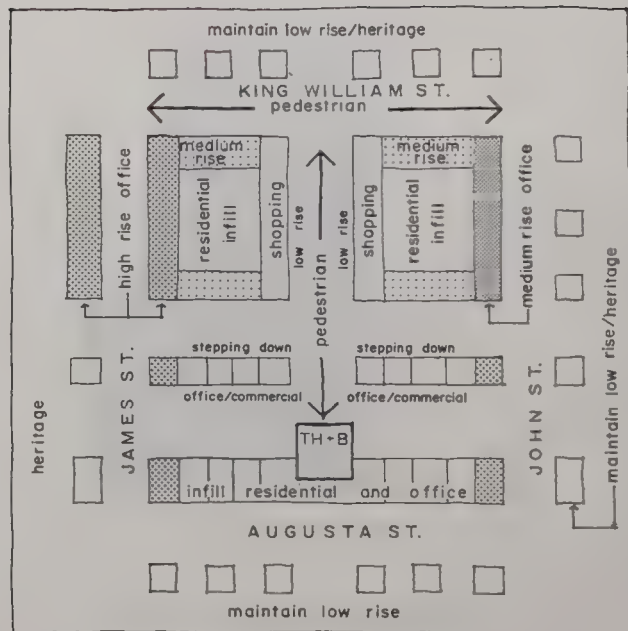 maintain low rise/heritage
KING WILLIAM ST.
pedestrian
medium
rise
medium
rise
high rise office
residential
infill
shopping
low rise
pedestrian
low rise
shopping
residential
infill
medium rise office
stepping down
stepping down
office/commercial
office/commercial
heritage
JAMES ST.
JOHN ST.
maintain low rise/heritage
TH+B
infill residential and office
AUGUSTA ST.
maintain low rise